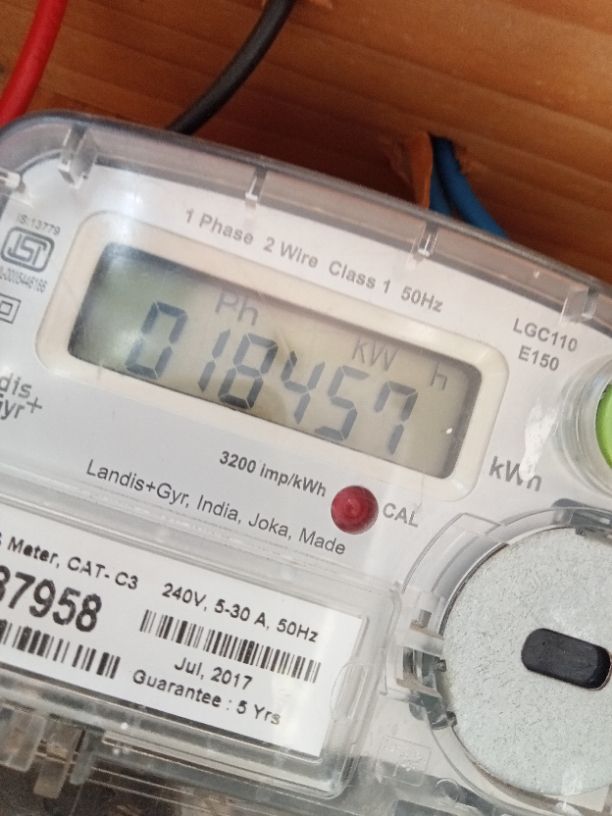 IS:13779
1 Phase 2 Wire Class 1 50Hz
LGC110
E150
Ph
kW h
018457
kWh
3200 imp/kWh
CAL
Landis+Gyr, India, Joka, Made
Meter, CAT-C3
37958
240V, 5-30 A, 50Hz
Jul, 2017
Guarantee : 5 Yrs